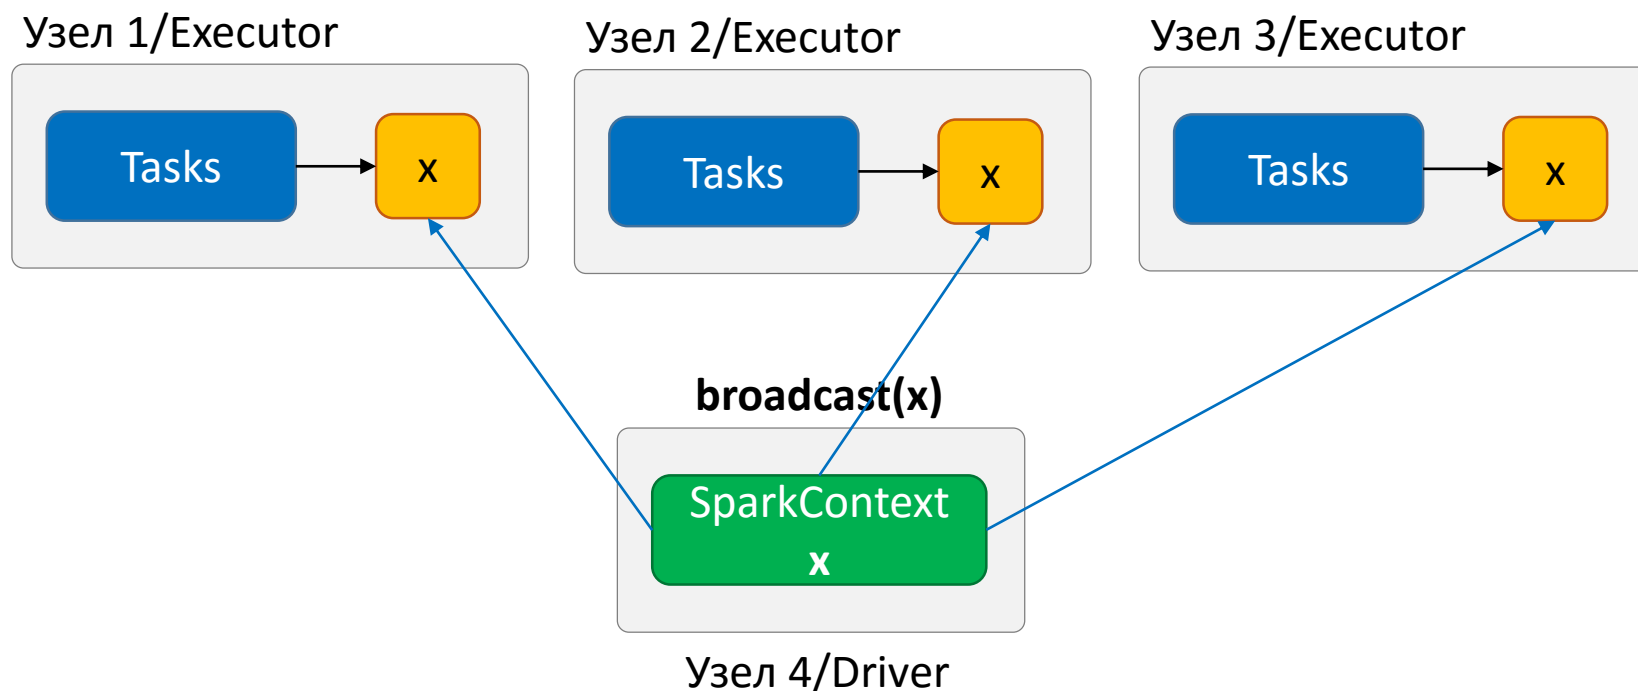 Узел 1/Executor
Узел 2/Executor
Узел 3/Executor
Tasks
x
Tasks
x
Tasks
x
broadcast(x)
SparkContext
x
Узел 4/Driver